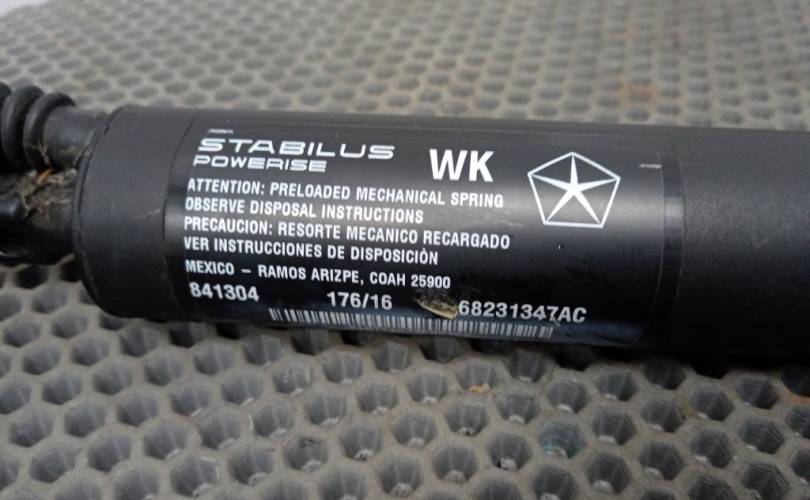 STABILUS
POWERISE
WK
ATTENTION: PRELOADED MECHANICAL SPRING
OBSERVE DISPOSAL INSTRUCTIONS
PRECAUCION: RESORTE MECANICO RECARGADO
VER INSTRUCCIONES DE DISPOSICIÓN
MEXICO – RAMOS ARIZPE, COAH 25900
841304 176/16 68231347AC